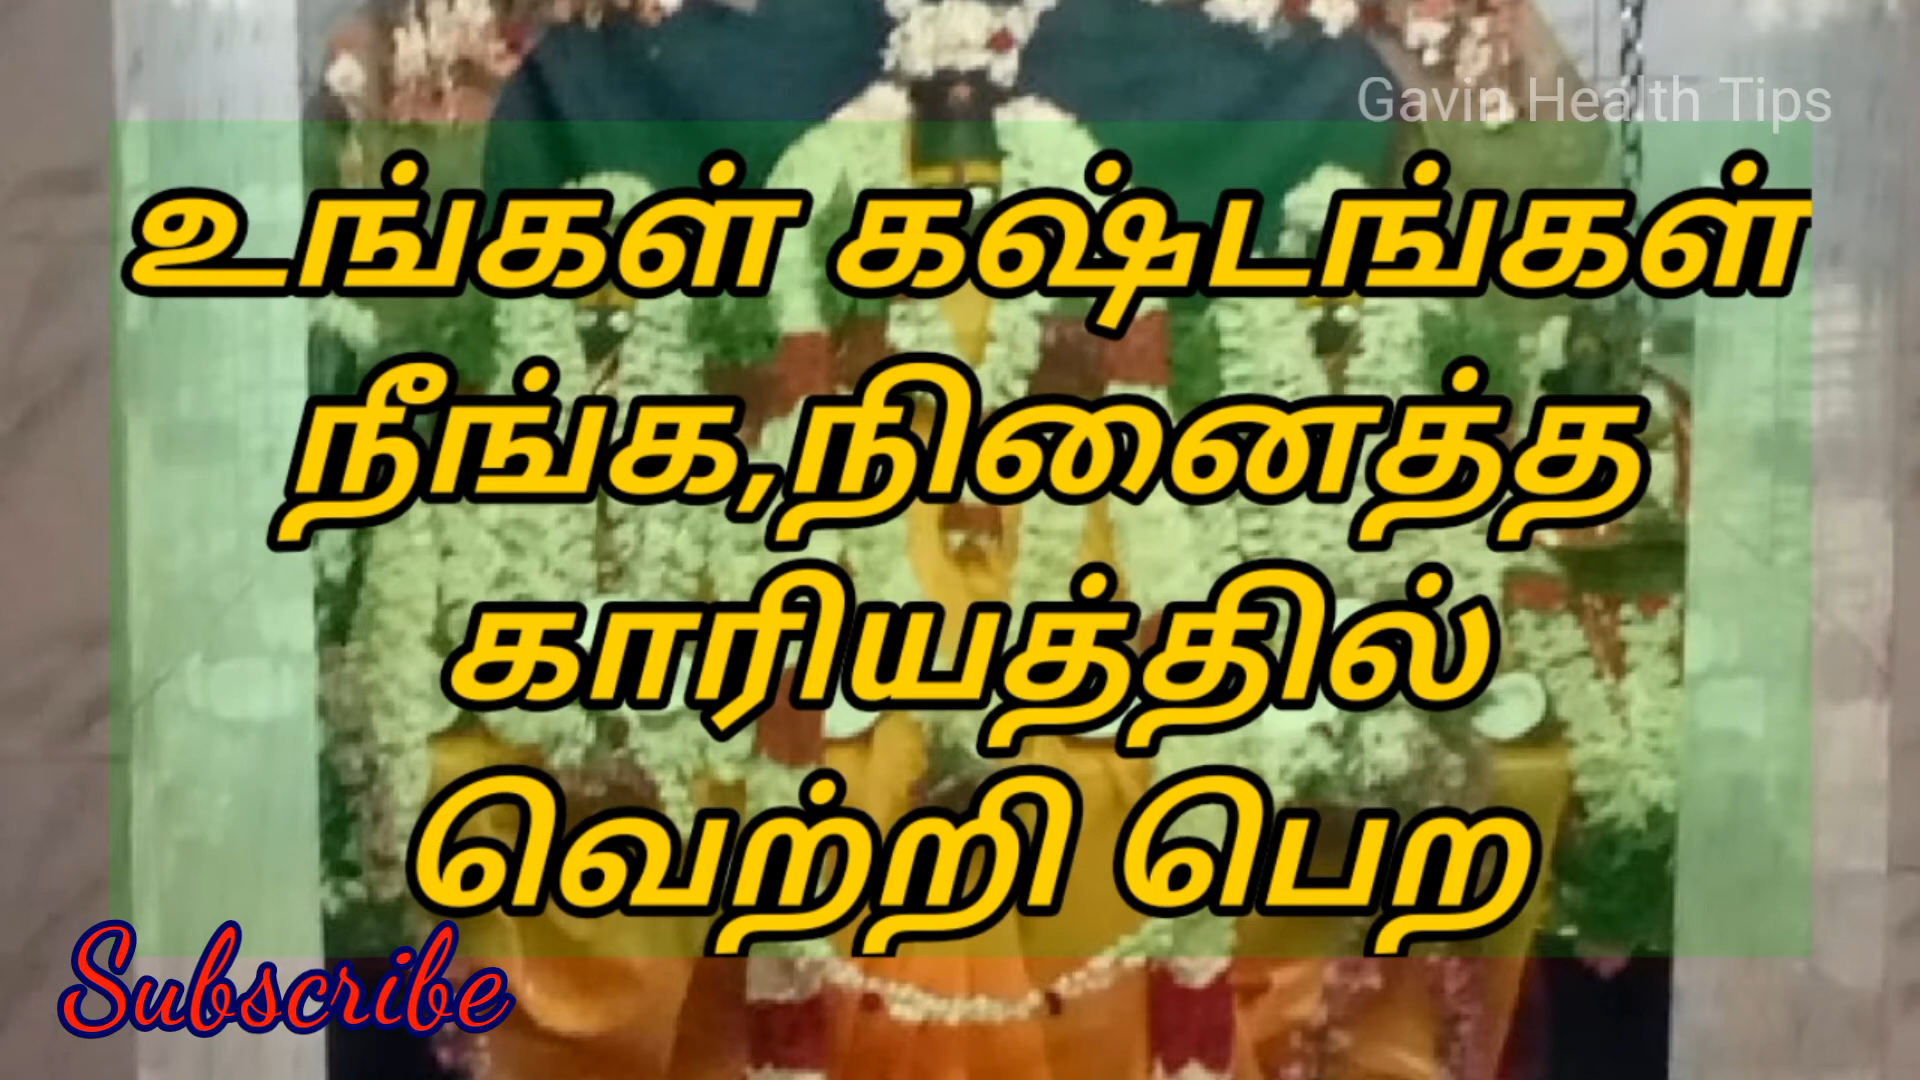 Gavin Health Tips
உங்கள் கஷ்டங்கள்
நீங்க,நினைத்த
காரியத்தில்
வெற்றி பெற
Subscribe